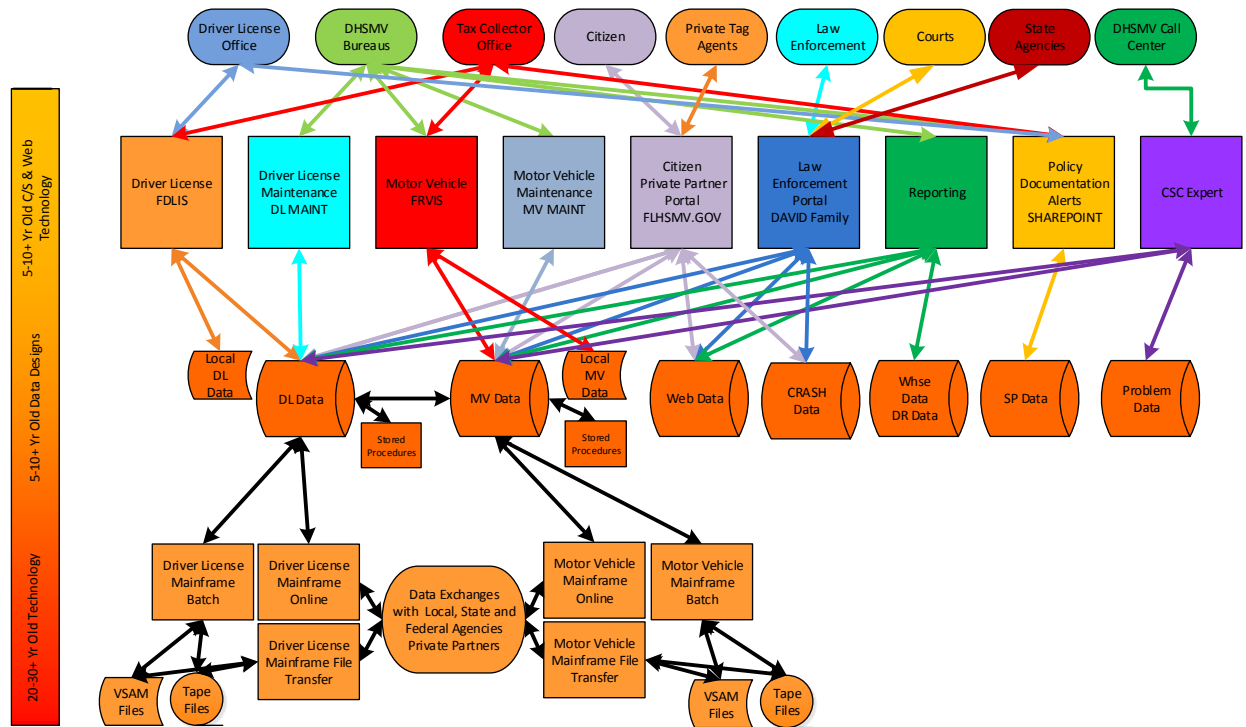 Driver License
Office
DHSMV
Bureaus
Tax Collector
Office
Citizen
Private Tag
Agents
Law
Enforcement
Courts
State
Agencies
DHSMV Call
Center
5-10+ Yr Old C/S & Web
Technology
5-10+ Yr Old Data Designs
20-30+ Yr Old Technology
Driver License
FDLIS
Driver License
Maintenance
DL MAINT
Motor Vehicle
FRVIS
Motor Vehicle
Maintenance
MV MAINT
Citizen
Private Partner
Portal
FLHSMV.GOV
Law
Enforcement
Portal
DAVID Family
Reporting
Policy
Documentation
Alerts
SHAREPOINT
CSC Expert
Local
DL
Data
DL Data
Stored
Procedures
MV Data
Local
MV
Data
Stored
Procedures
Web Data
CRASH
Data
Whse
Data
DR Data
SP Data
Problem
Data
Driver License
Mainframe
Batch
Driver License
Mainframe
Online
Data Exchanges
with Local, State and
Federal Agencies
Private Partners
Motor Vehicle
Mainframe
Online
Motor Vehicle
Mainframe
Batch
Driver License
Mainframe File
Transfer
Motor Vehicle
Mainframe File
Transfer
VSAM
Files
Tape
Files
VSAM
Files
Tape
Files